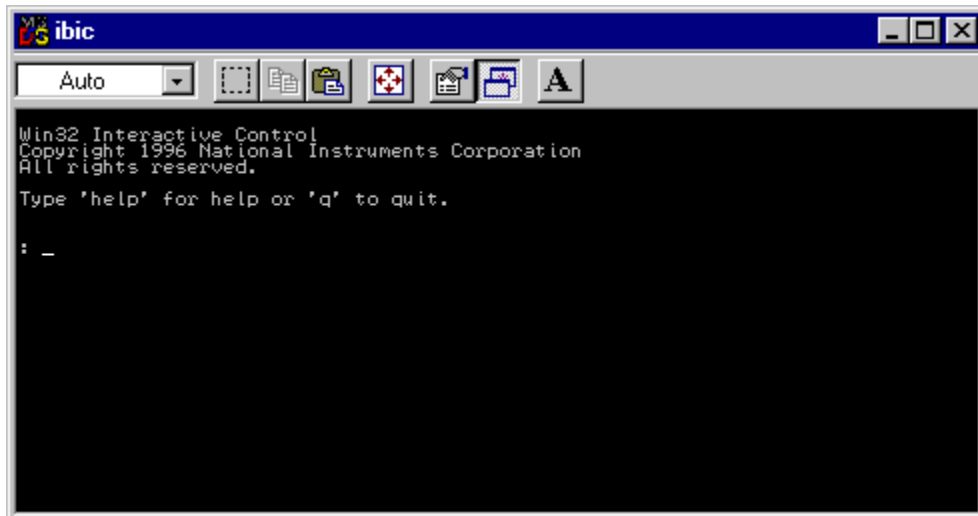 ibic
Auto
A
Win32 Interactive Control
Copyright 1996 National Instruments Corporation
All rights reserved.
Type 'help' for help or 'q' to quit.
: _